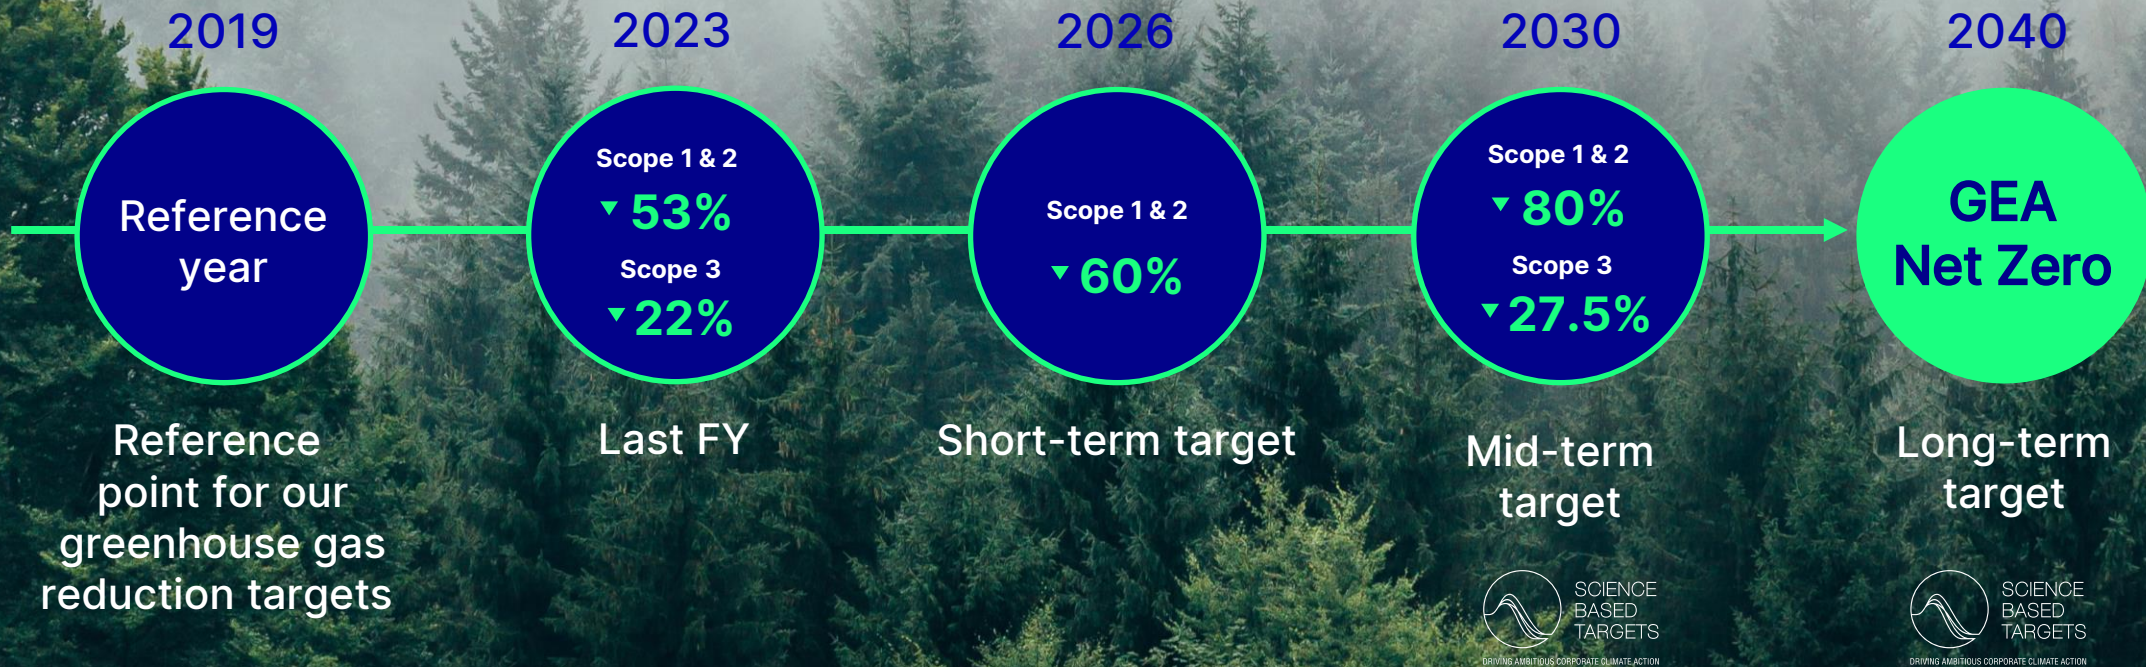 2019
Reference
year
Reference
point for our
greenhouse gas
reduction targets
2023
Scope 1 & 2
▼ 53%
Scope 3
▼ 22%
Last FY
2026
Scope 1 & 2
▼ 60%
Short-term target
2030
Scope 1 & 2
▼ 80%
Scope 3
▼ 27.5%
Mid-term
target
SCIENCE
BASED
TARGETS
DRIVING AMBITIOUS CORPORATE CLIMATE ACTION
2040
GEA
Net Zero
Long-term
target
SCIENCE
BASED
TARGETS
DRIVING AMBITIOUS CORPORATE CLIMATE ACTION